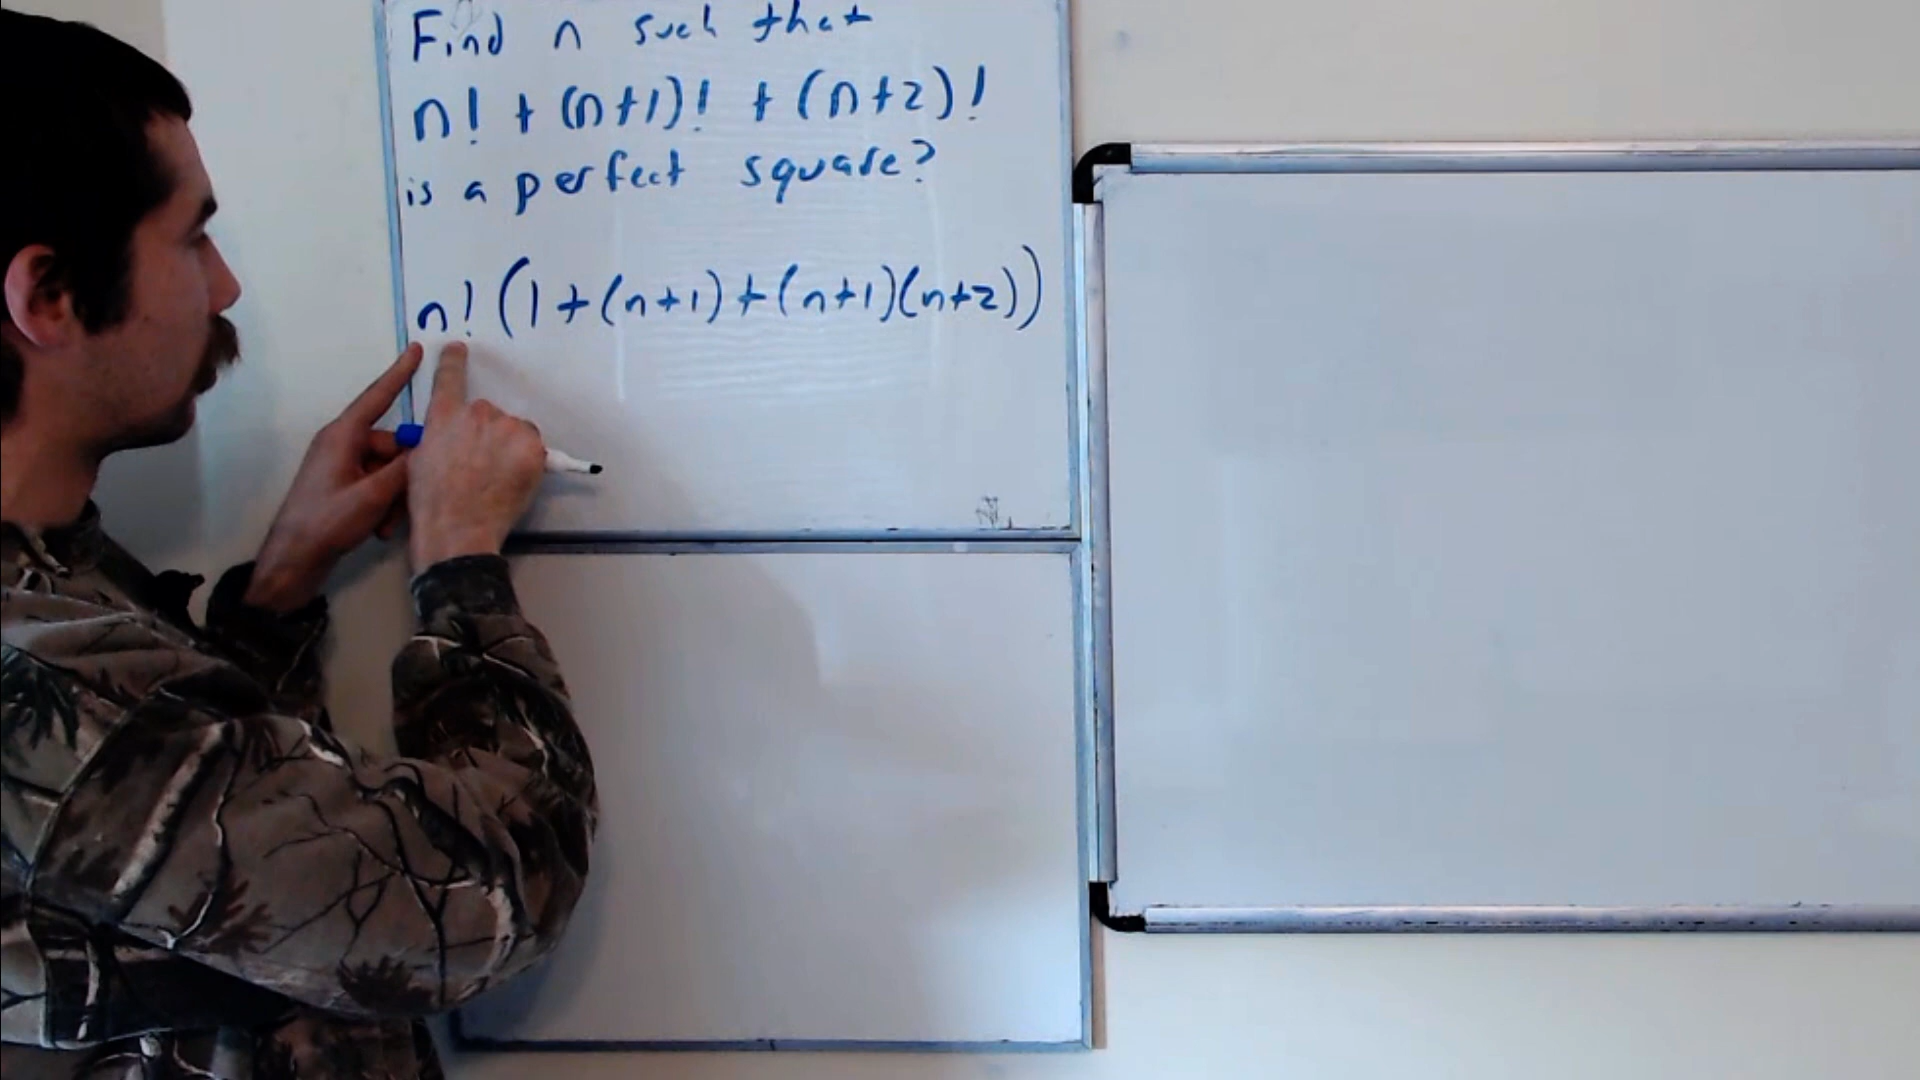 Find n such that
n! + (n+1)! + (n+2)!
is a perfect square?
n! (1 + (n+1) + (n+1)(n+2))